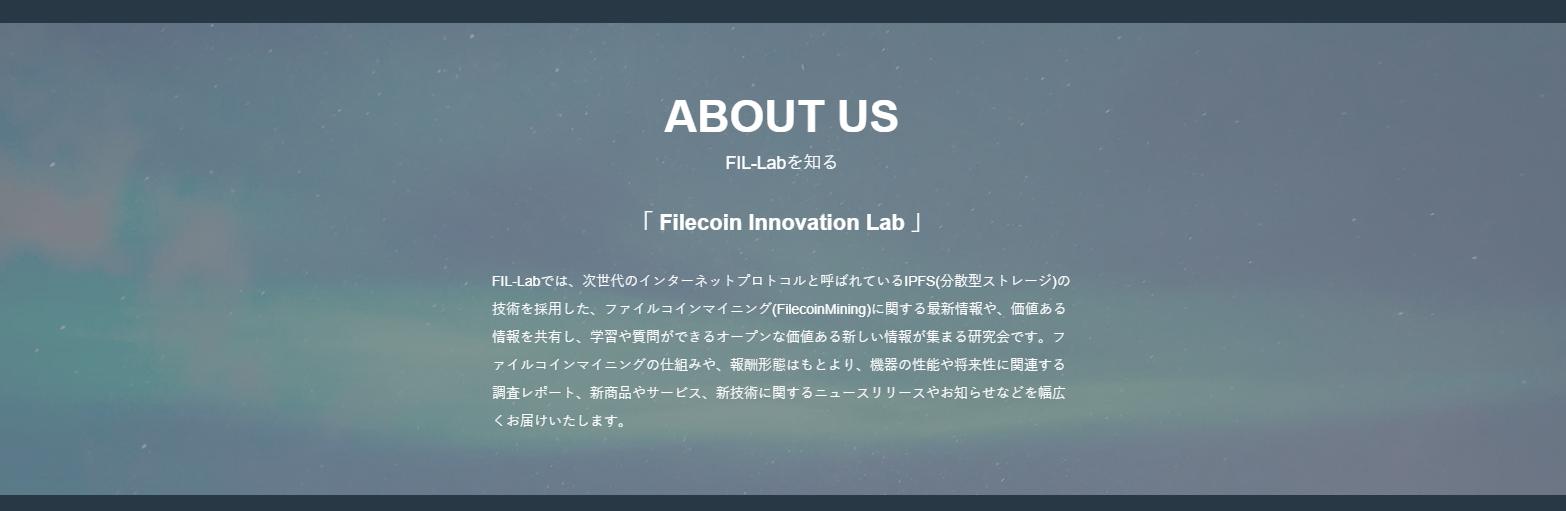 ABOUT US
FIL-Labを知る
「 Filecoin Innovation Lab 」
FIL-Labでは、次世代のインターネットプロトコルと呼ばれているIPFS(分散型ストレージ)の
技術を採用した、ファイルコインマイニング(FilecoinMining)に関する最新情報や、価値ある
情報を共有し、学習や質問ができるオープンな価値ある新しい情報が集まる研究会です。フ
ァイルコインマイニングの仕組みや、報酬形態はもとより、機器の性能や将来性に関連する
調査レポート、新商品やサービス、新技術に関するニュースリリースやお知らせなどを幅広
くお届けいたします。